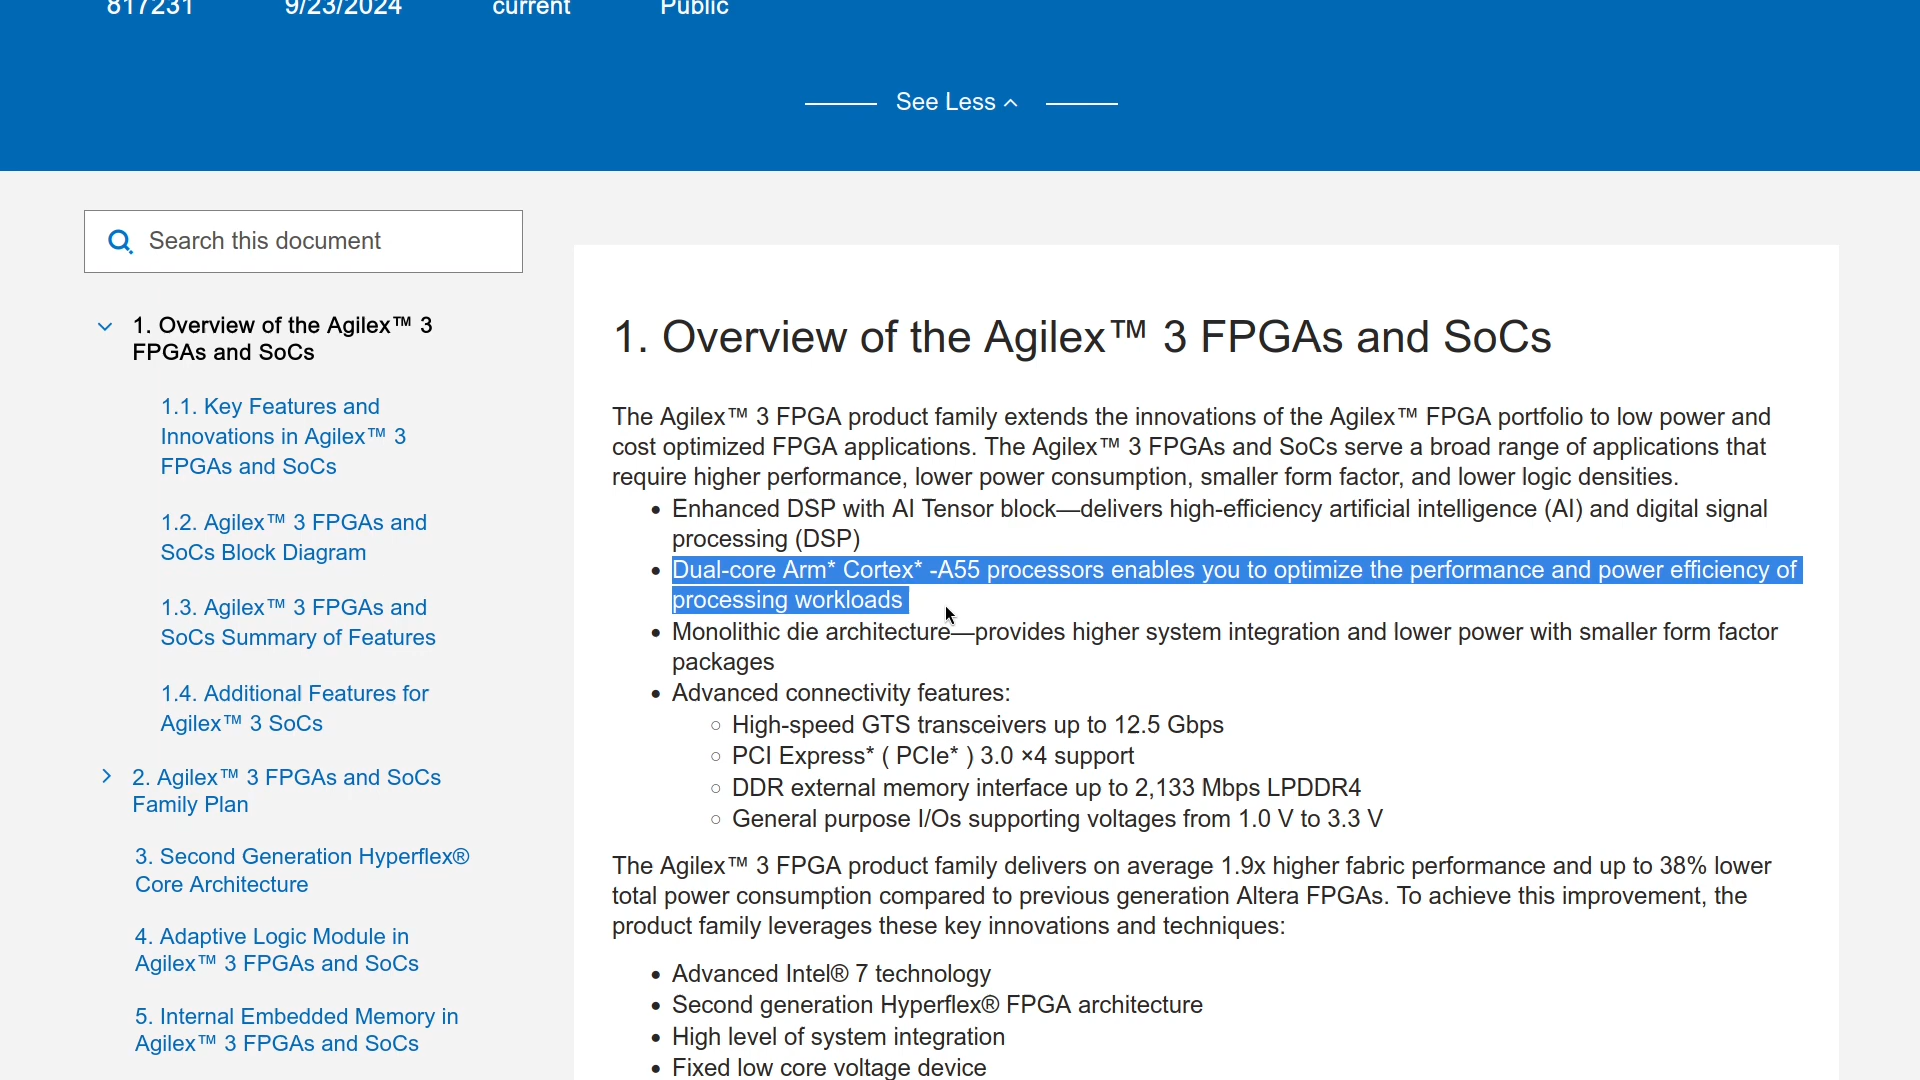 817231 9/23/2024 current Public
See Less
Search this document
1. Overview of the Agilex™ 3
FPGAs and SoCs
1.1. Key Features and
Innovations in Agilex™ 3
FPGAs and SoCs
1.2. Agilex™ 3 FPGAs and
SoCs Block Diagram
1.3. Agilex™ 3 FPGAs and
SoCs Summary of Features
1.4. Additional Features for
Agilex™ 3 SoCs
2. Agilex™ 3 FPGAs and SoCs
Family Plan
3. Second Generation Hyperflex®
Core Architecture
4. Adaptive Logic Module in
Agilex™ 3 FPGAs and SoCs
5. Internal Embedded Memory in
Agilex™ 3 FPGAs and SoCs
1. Overview of the Agilex™ 3 FPGAs and SoCs
The Agilex™ 3 FPGA product family extends the innovations of the Agilex™ FPGA portfolio to low power and
cost optimized FPGA applications. The Agilex™ 3 FPGAs and SoCs serve a broad range of applications that
require higher performance, lower power consumption, smaller form factor, and lower logic densities.
• Enhanced DSP with AI Tensor block—delivers high-efficiency artificial intelligence (AI) and digital signal
processing (DSP)
• Dual-core Arm* Cortex* -A55 processors enables you to optimize the performance and power efficiency of
processing workloads
• Monolithic die architecture—provides higher system integration and lower power with smaller form factor
packages
• Advanced connectivity features:
○ High-speed GTS transceivers up to 12.5 Gbps
○ PCI Express* ( PCIe* ) 3.0 ×4 support
○ DDR external memory interface up to 2,133 Mbps LPDDR4
○ General purpose I/Os supporting voltages from 1.0 V to 3.3 V
The Agilex™ 3 FPGA product family delivers on average 1.9x higher fabric performance and up to 38% lower
total power consumption compared to previous generation Altera FPGAs. To achieve this improvement, the
product family leverages these key innovations and techniques:
• Advanced Intel® 7 technology
• Second generation Hyperflex® FPGA architecture
• High level of system integration
• Fixed low core voltage device